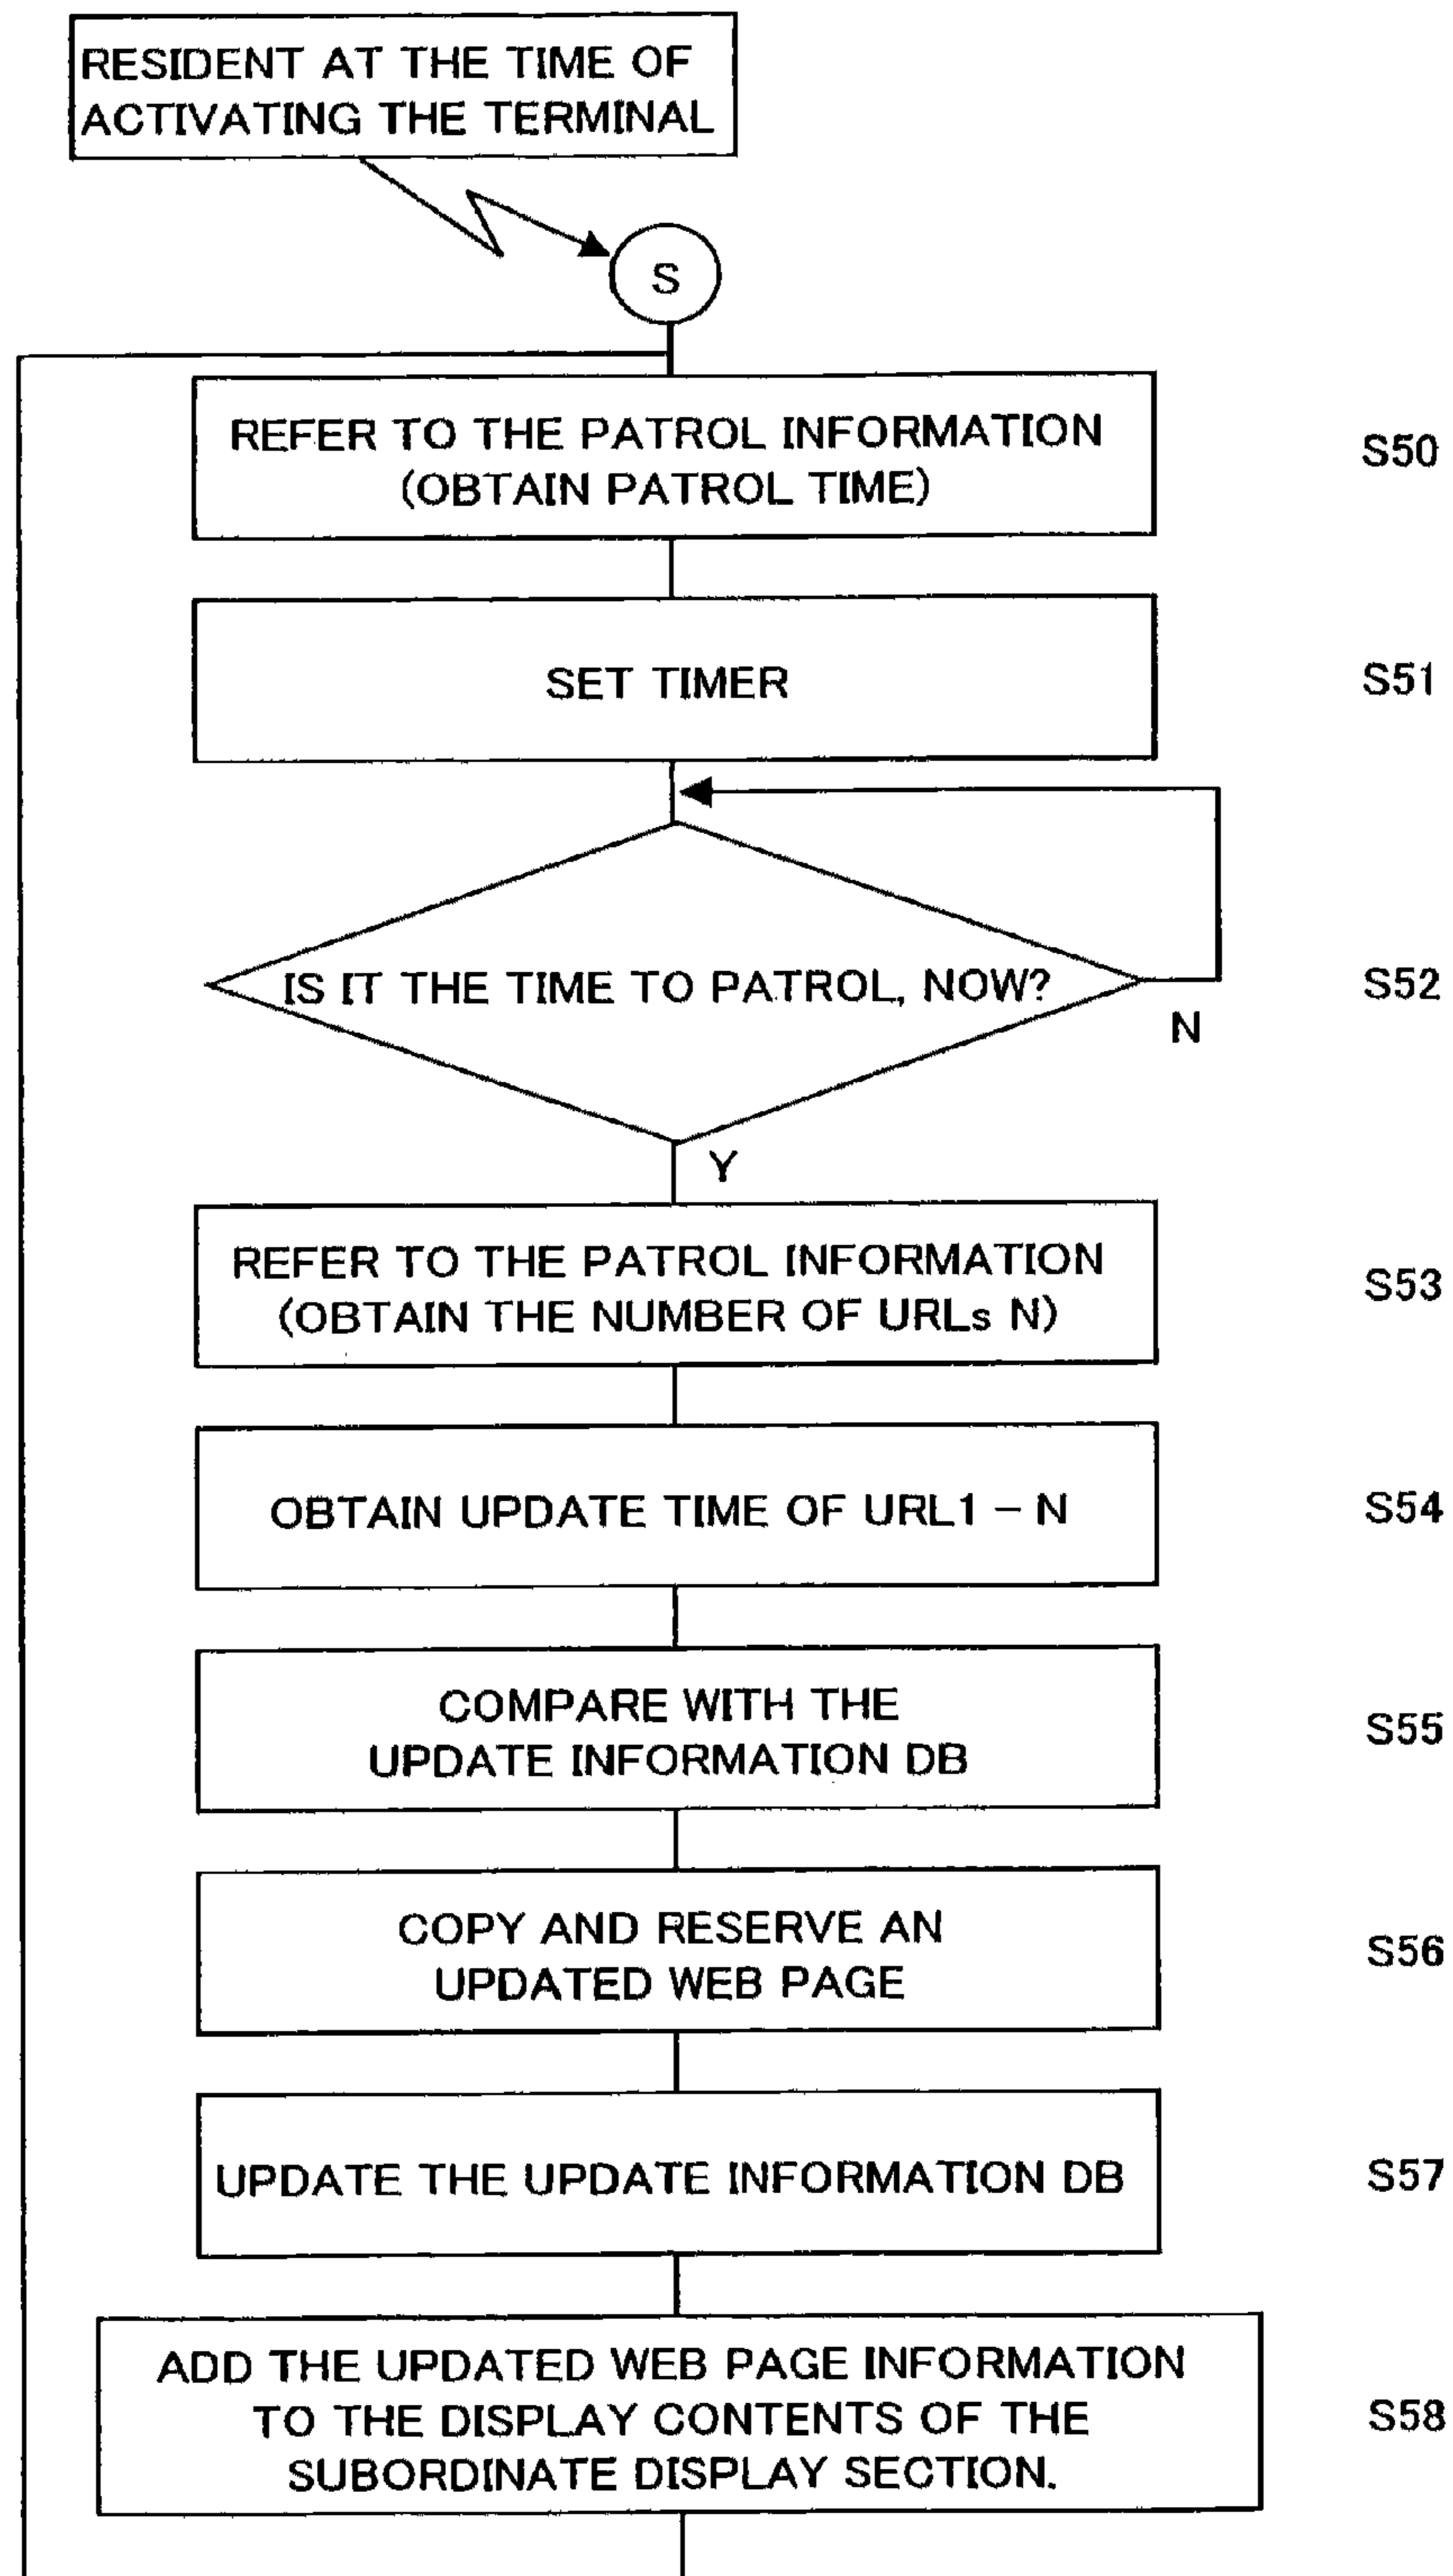 RESIDENT AT THE TIME OF
ACTIVATING THE TERMINAL
S
REFER TO THE PATROL INFORMATION
(OBTAIN PATROL TIME)
S50
SET TIMER
S51
IS IT THE TIME TO PATROL, NOW?
S52
N
Y
REFER TO THE PATROL INFORMATION
(OBTAIN THE NUMBER OF URLs N)
S53
OBTAIN UPDATE TIME OF URL1 – N
S54
COMPARE WITH THE
UPDATE INFORMATION DB
S55
COPY AND RESERVE AN
UPDATED WEB PAGE
S56
UPDATE THE UPDATE INFORMATION DB
S57
ADD THE UPDATED WEB PAGE INFORMATION
TO THE DISPLAY CONTENTS OF THE
SUBORDINATE DISPLAY SECTION.
S58